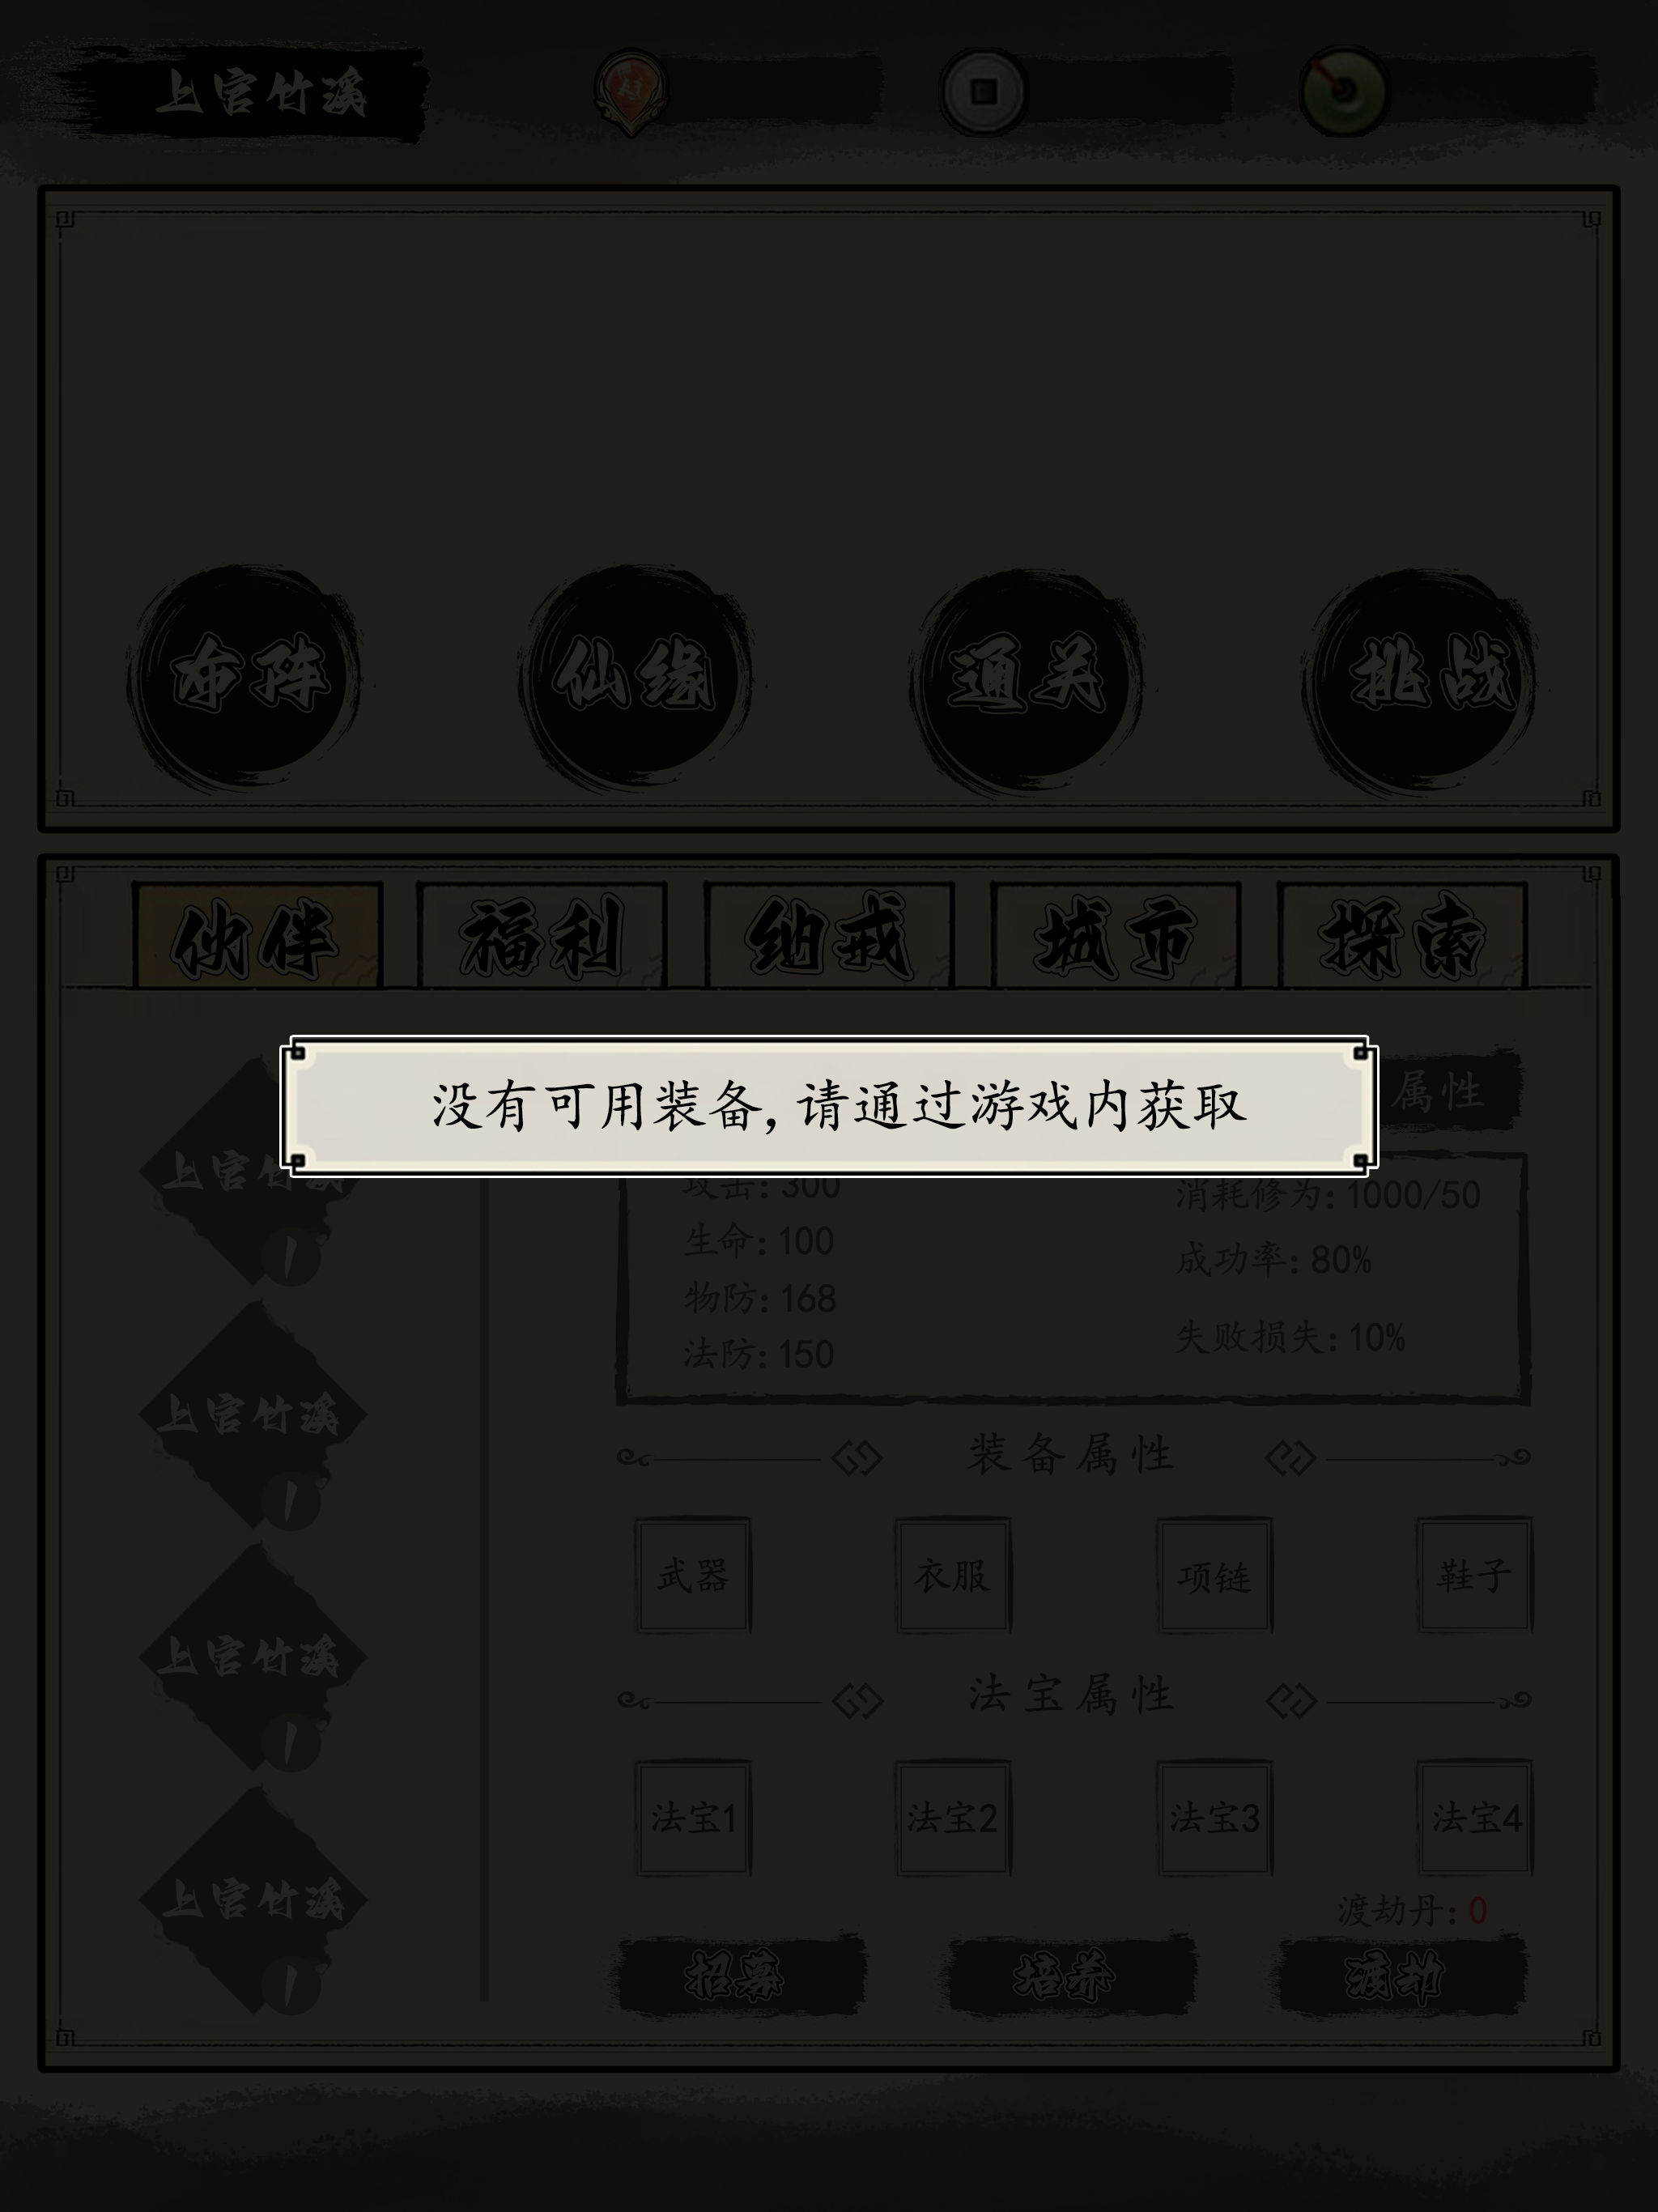 上官竹溪
布阵 仙缘 通关 挑战
伙伴 福利 纳戒 城市 探索
没有可用装备,请通过游戏内获取
属性
上官竹溪
攻击:300
消耗修为:1000/50
生命:100
成功率:80%
物防:168
失败损失:10%
法防:150
上官竹溪
装备属性
武器 衣服 项链 鞋子
上官竹溪
法宝属性
法宝1 法宝2 法宝3 法宝4
上官竹溪
渡劫丹:0
招募 培养 渡劫